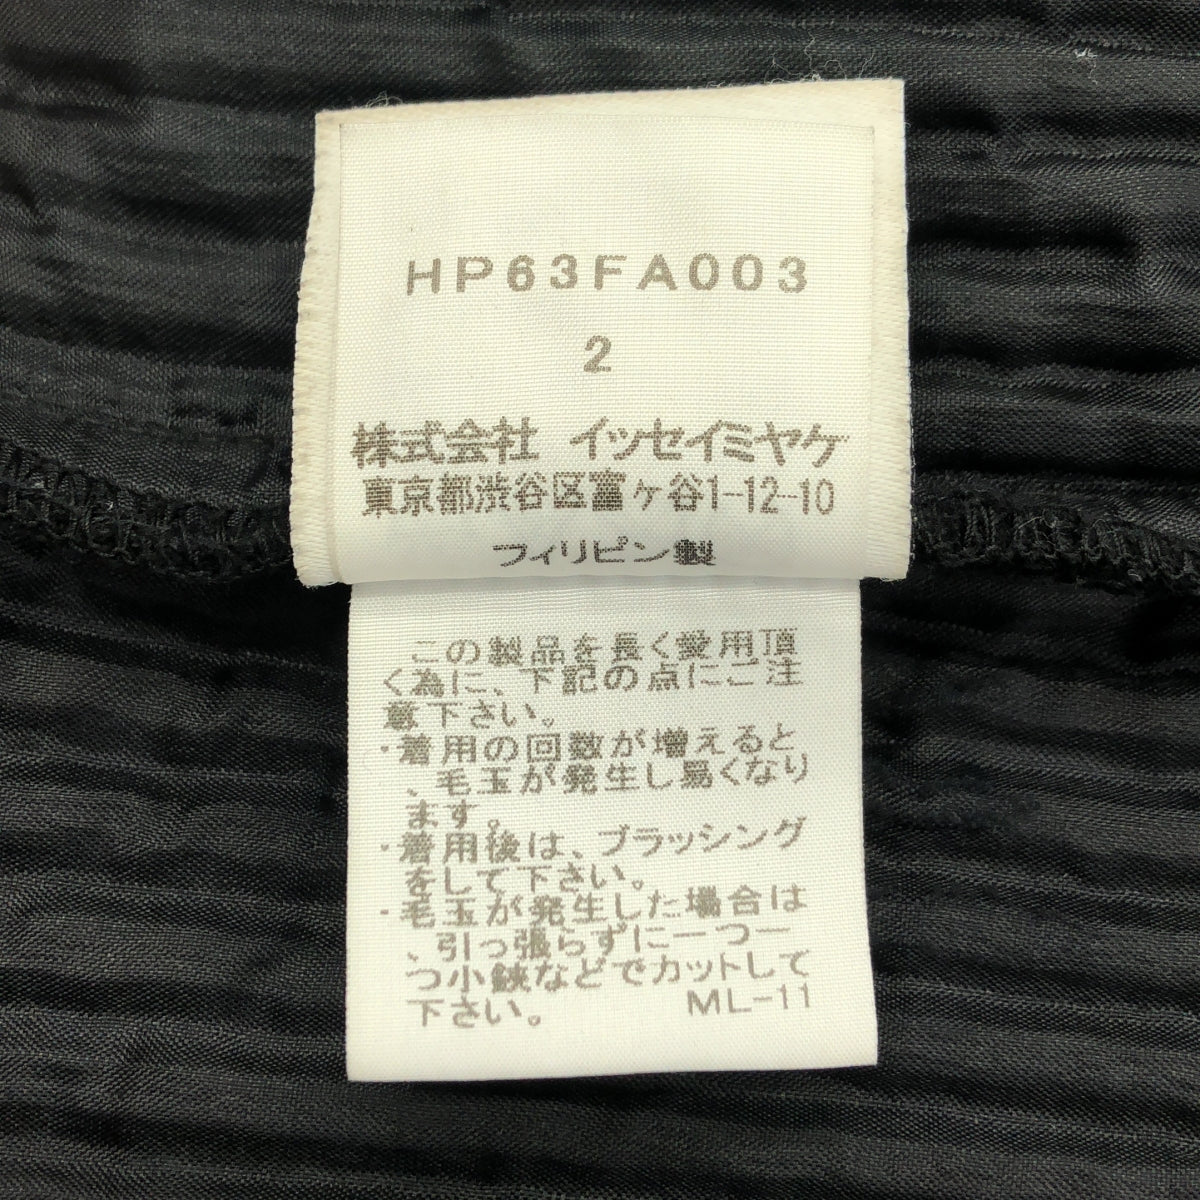 HP63FA003
2
株式会社 イッセイミヤケ
東京都渋谷区富ヶ谷1-12-10
フィリピン製
この製品を長く愛用頂
く為に、下記の点にご注
意下さい。
・着用の回数が増えると
、毛玉が発生し易くなり
ます。
・着用後は、ブラッシング
をして下さい。
・毛玉が発生した場合は
、引っ張らずに一つ一
つ小鋏などでカットして
下さい。 ML-11